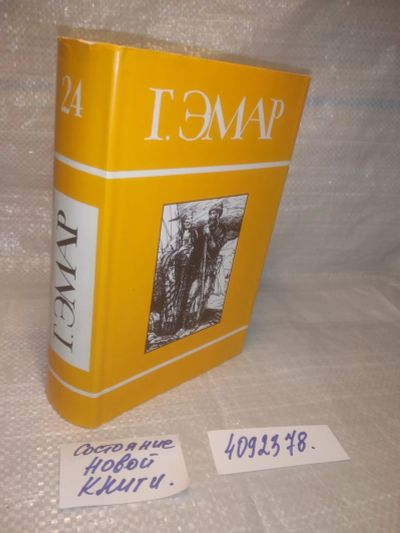 24
Г. ЭМАР
Г. ЭМАР
Состояние
НОВОЙ
КНИГИ.
4092378.